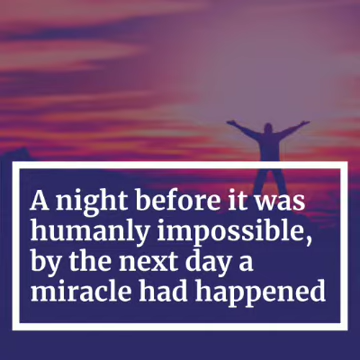 A night before it was
humanly impossible,
by the next day a
miracle had happened